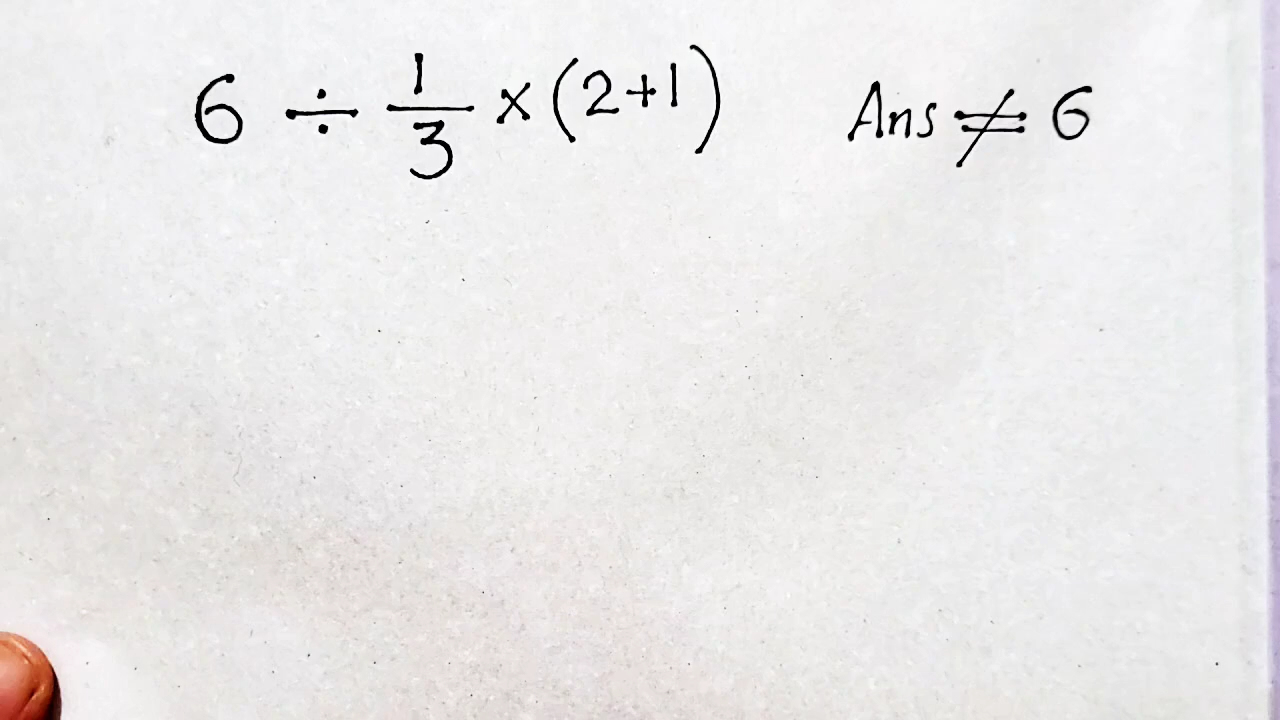 6 ÷ 1/3 × (2+1) Ans ≠ 6